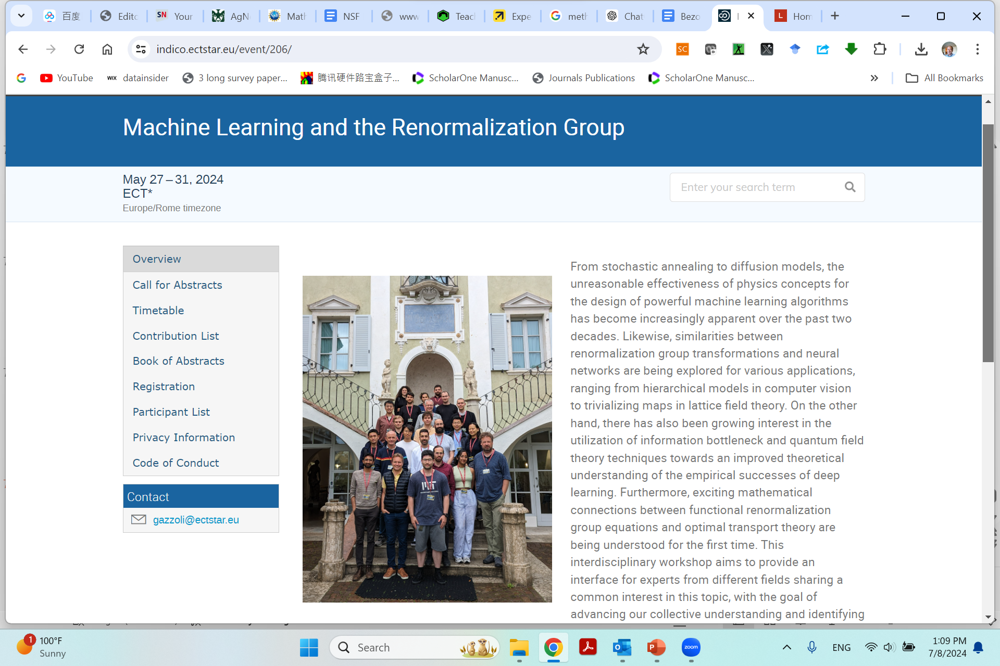 百度
Edito
SN Your
AgN
Math
NSF
www
Teac
Expe
meth
Chat
Bezo
L Hom
indico.ectstar.eu/event/206/
SC
YouTube
WIX datainsider
3 long survey paper...
腾讯硬件路宝盒子...
ScholarOne Manusc...
Journals Publications
ScholarOne Manusc...
»
All Bookmarks
Machine Learning and the Renormalization Group
May 27 – 31, 2024
ECT*
Europe/Rome timezone
Enter your search term
Overview
Call for Abstracts
Timetable
Contribution List
Book of Abstracts
Registration
Participant List
Privacy Information
Code of Conduct
Contact
gazzoli@ectstar.eu
MIT
From stochastic annealing to diffusion models, the
unreasonable effectiveness of physics concepts for
the design of powerful machine learning algorithms
has become increasingly apparent over the past two
decades. Likewise, similarities between
renormalization group transformations and neural
networks are being explored for various applications,
ranging from hierarchical models in computer vision
to trivializing maps in lattice field theory. On the other
hand, there has also been growing interest in the
utilization of information bottleneck and quantum field
theory techniques towards an improved theoretical
understanding of the empirical successes of deep
learning. Furthermore, exciting mathematical
connections between functional renormalization
group equations and optimal transport theory are
being understood for the first time. This
interdisciplinary workshop aims to provide an
interface for experts from different fields sharing a
common interest in this topic, with the goal of
advancing our collective understanding and identifying
1
100°F
Sunny
Search
zoom
ENG
1:09 PM
7/8/2024